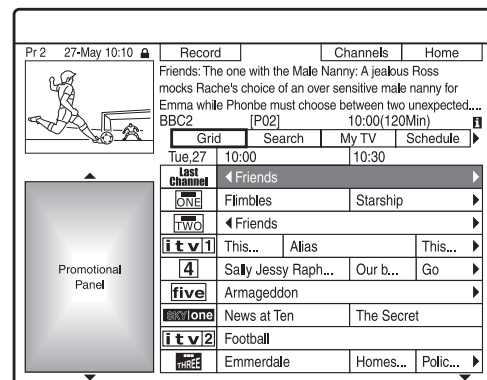 Pr 2 27-May 10:10
Record Channels Home
Friends: The one with the Male Nanny: A jealous Ross
mocks Rache's choice of an over sensitive male nanny for
Emma while Phonbe must choose between two unexpected....
BBC2 [P02] 10:00(120Min)
Grid Search My TV Schedule
Tue,27 10:00 10:30
Last Channel Friends
ONE Flimbles Starship
TWO Friends
itv1 This... Alias This...
4 Sally Jessy Raph... Our b... Go
five Armageddon
SKY one News at Ten The Secret
itv2 Football
THREE Emmerdale Homes... Polic...
Promotional
Panel